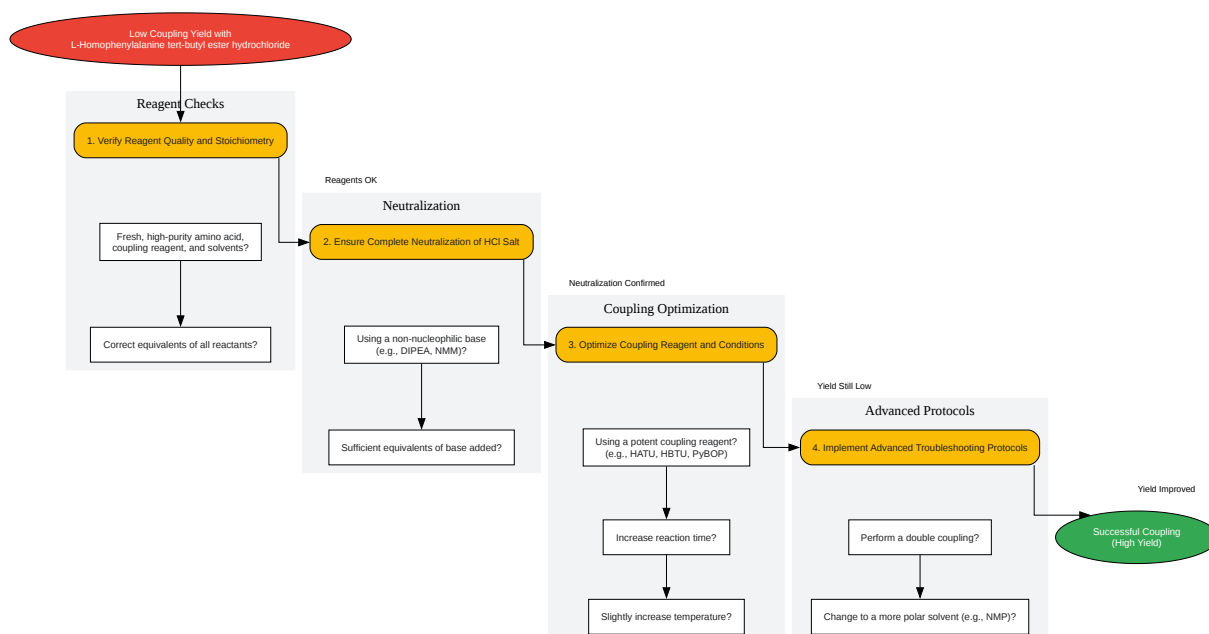 Low Coupling Yield with
L-Homophenylalanine tert-butyl ester hydrochloride
Reagent Checks
1. Verify Reagent Quality and Stoichiometry
Fresh, high-purity amino acid,
coupling reagent, and solvents?
Correct equivalents of all reactants?
Reagents OK
Neutralization
2. Ensure Complete Neutralization of HCl Salt
Using a non-nucleophilic base
(e.g., DIPEA, NMM)?
Sufficient equivalents of base added?
Neutralization Confirmed
Coupling Optimization
3. Optimize Coupling Reagent and Conditions
Using a potent coupling reagent?
(e.g., HATU, HBTU, PyBOP)
Increase reaction time?
Slightly increase temperature?
Yield Still Low
Advanced Protocols
4. Implement Advanced Troubleshooting Protocols
Perform a double coupling?
Change to a more polar solvent (e.g., NMP)?
Yield Improved
Successful Coupling
(High Yield)